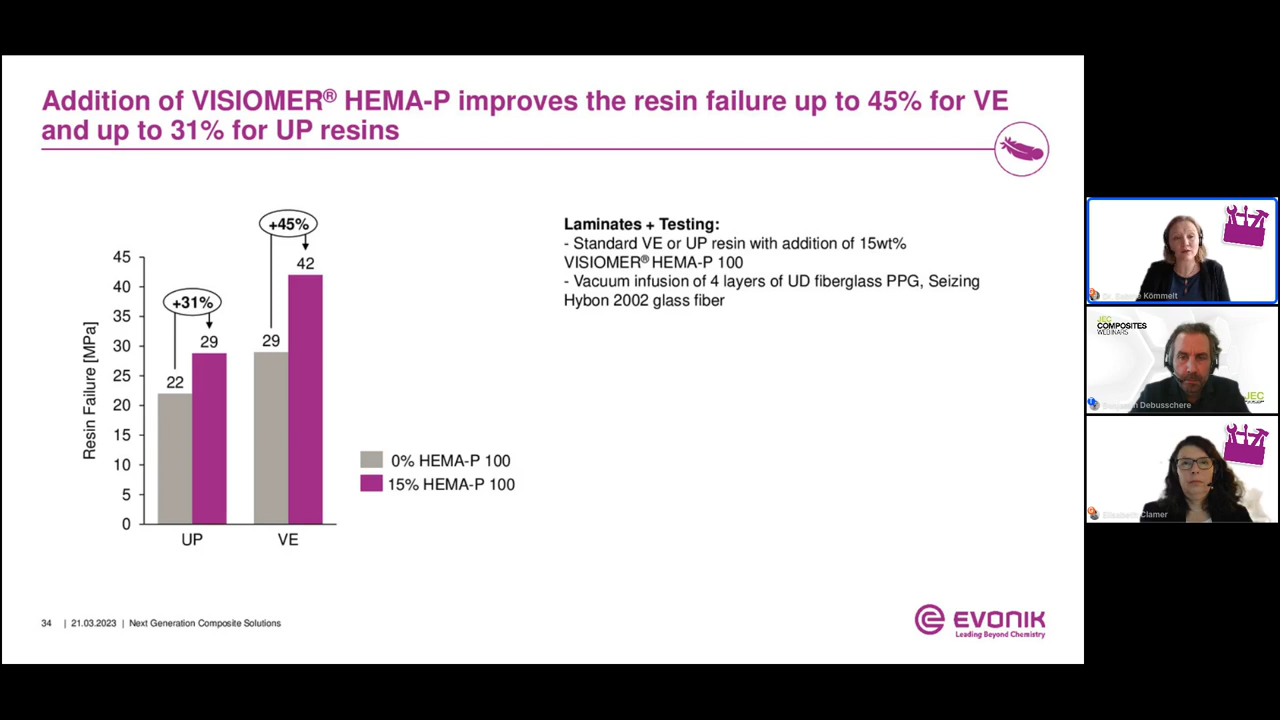 Addition of VISIOMER® HEMA-P improves the resin failure up to 45% for VE
and up to 31% for UP resins
Laminates + Testing:
- Standard VE or UP resin with addition of 15wt%
VISIOMER® HEMA-P 100
- Vacuum infusion of 4 layers of UD fiberglass PPG, Seizing
Hybon 2002 glass fiber
Resin Failure [MPa]
45
40
35
30
25
20
15
10
5
0
+31%
+45%
22
29
29
42
UP
VE
0% HEMA-P 100
15% HEMA-P 100
34 | 21.03.2023 | Next Generation Composite Solutions
EVONIK
Leading Beyond Chemistry
Kömmelt
JEC
COMPOSITES
WEBINARS
JEC
Debusschere
Clamer